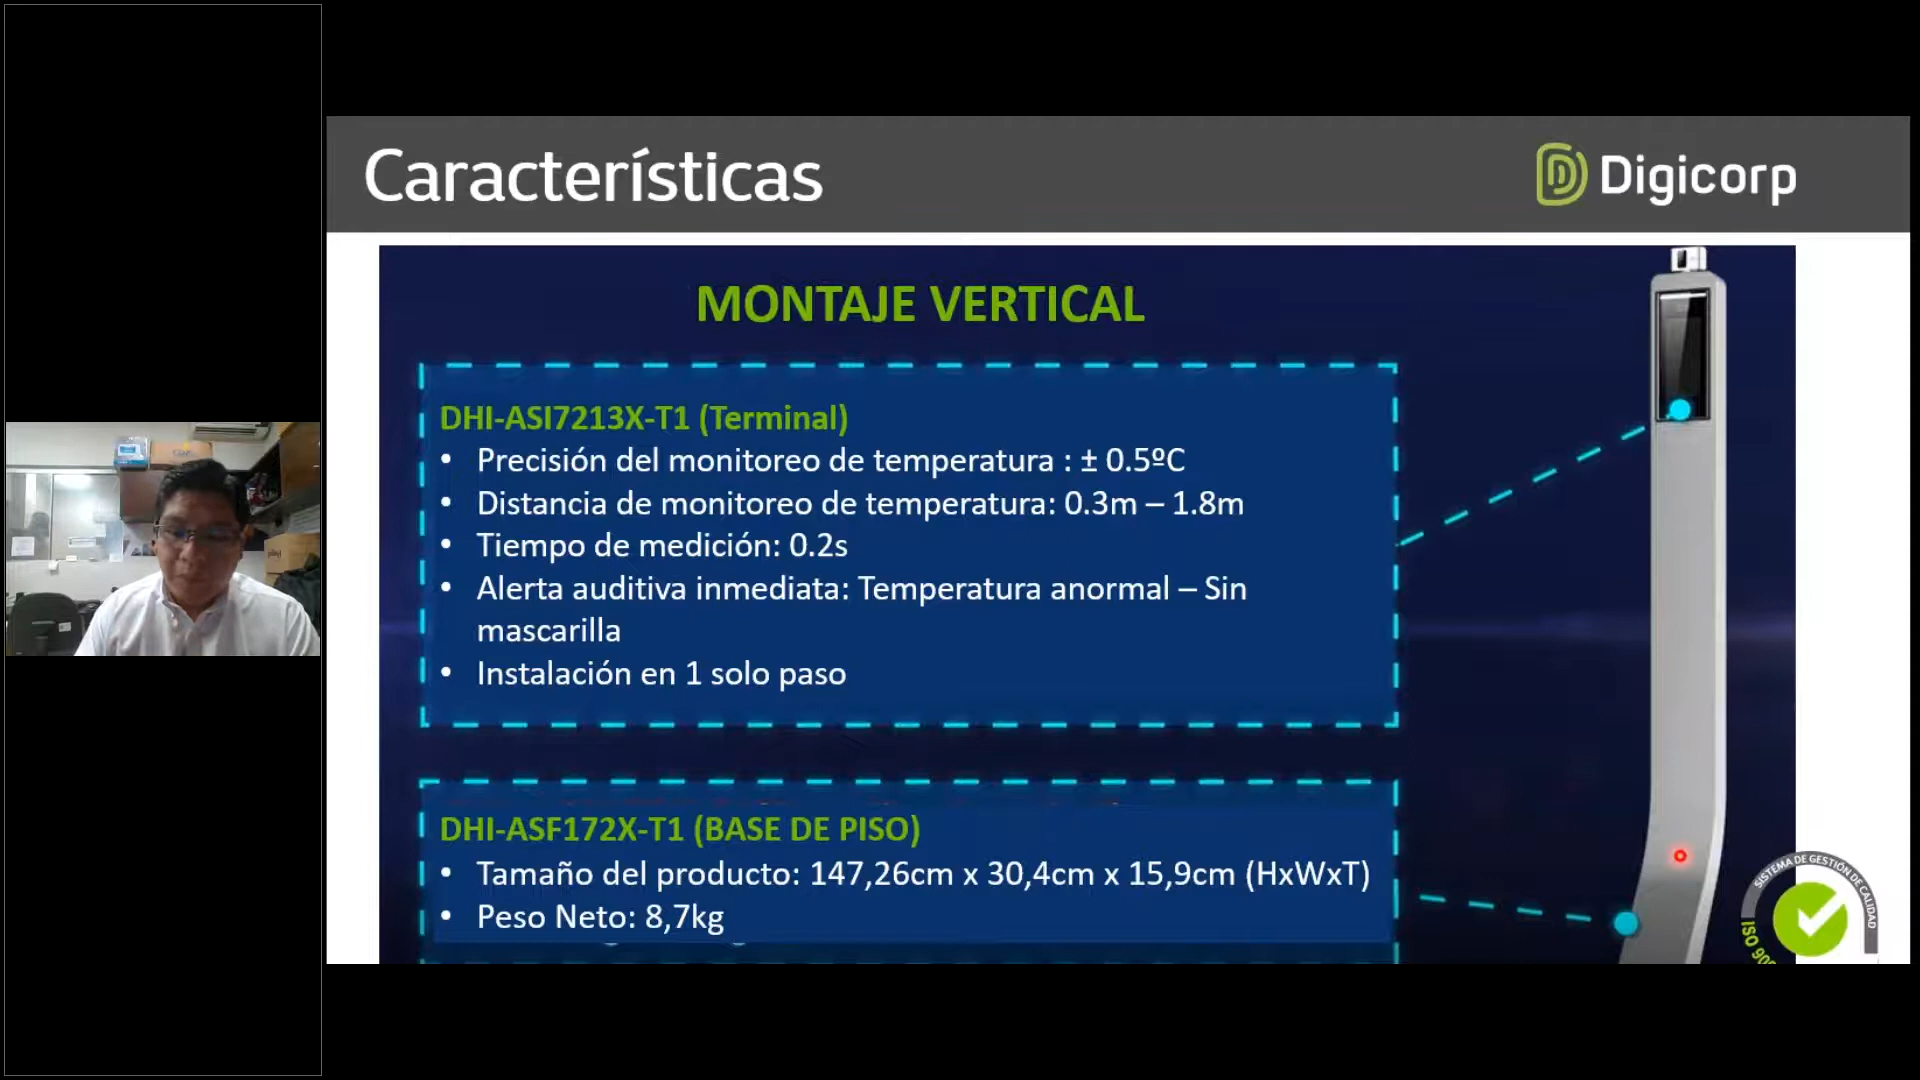 Características
Digicorp
MONTAJE VERTICAL
DHI-ASI7213X-T1 (Terminal)
• Precisión del monitoreo de temperatura : ± 0.5ºC
• Distancia de monitoreo de temperatura: 0.3m – 1.8m
• Tiempo de medición: 0.2s
• Alerta auditiva inmediata: Temperatura anormal – Sin
mascarilla
• Instalación en 1 solo paso
DHI-ASF172X-T1 (BASE DE PISO)
• Tamaño del producto: 147,26cm x 30,4cm x 15,9cm (HxWxT)
• Peso Neto: 8,7kg
SISTEMA DE GESTIÓN DE CALIDAD
ISO